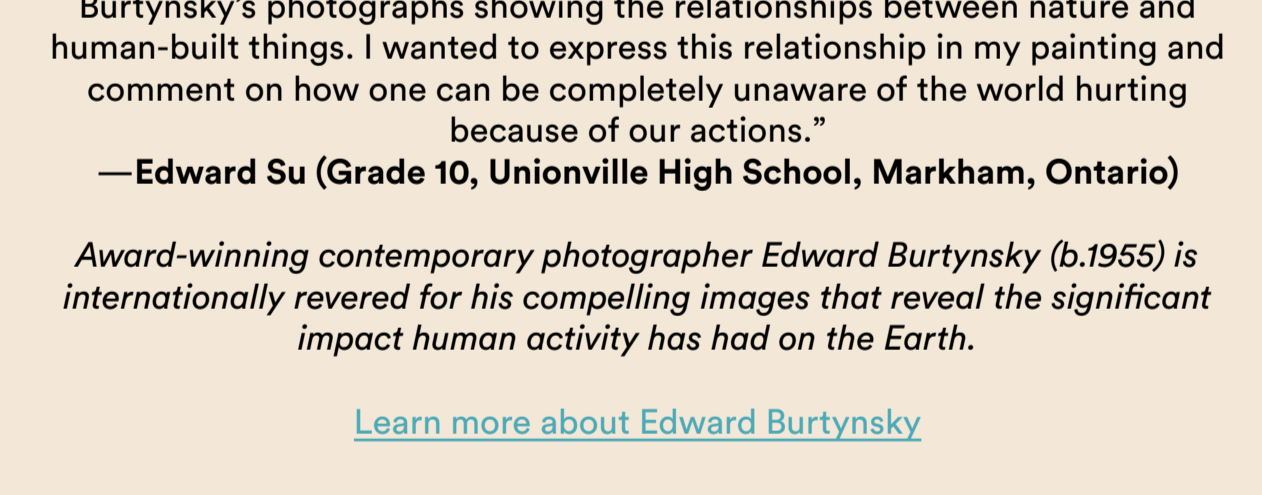 Burtynsky's photographs showing the relationships between nature and
human-built things. I wanted to express this relationship in my painting and
comment on how one can be completely unaware of the world hurting
because of our actions.”
—Edward Su (Grade 10, Unionville High School, Markham, Ontario)
Award-winning contemporary photographer Edward Burtynsky (b.1955) is
internationally revered for his compelling images that reveal the significant
impact human activity has had on the Earth.
Learn more about Edward Burtynsky